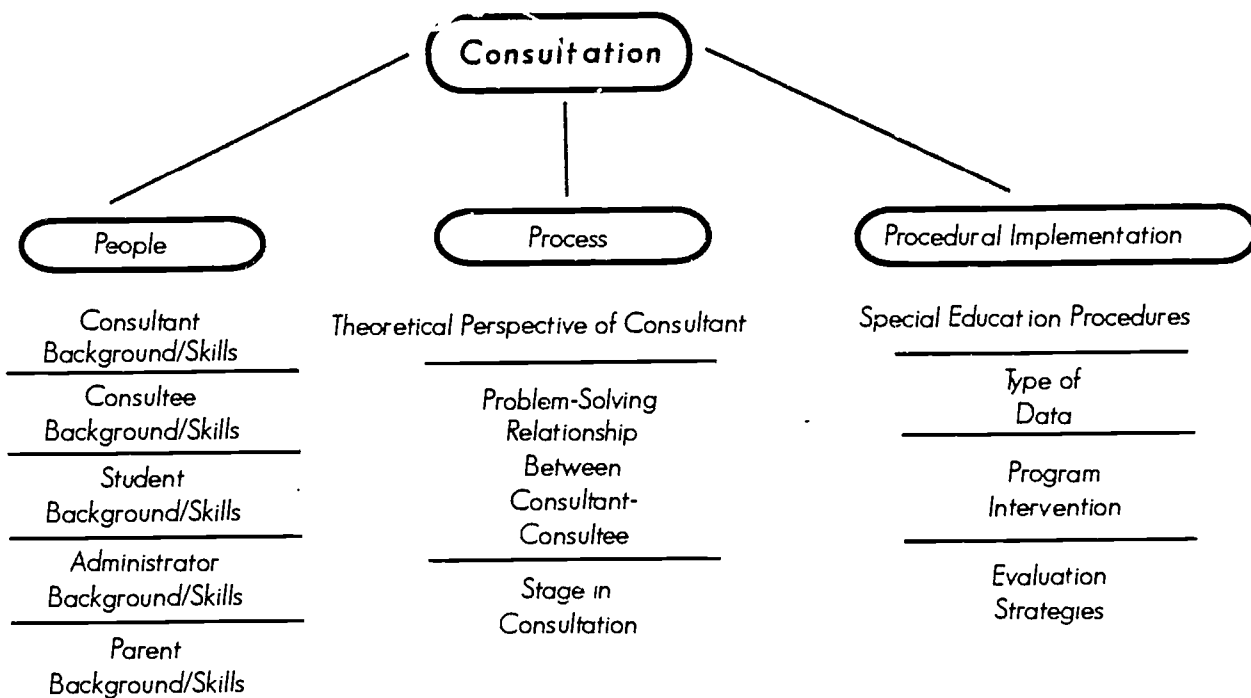 Consultation
People
Consultant
Background/Skills
Consultee
Background/Skills
Student
Background/Skills
Administrator
Background/Skills
Parent
Background/Skills
Process
Theoretical Perspective of Consultant
Problem-Solving
Relationship
Between
Consultant-
Consultee
Stage in
Consultation
Procedural Implementation
Special Education Procedures
Type of
Data
Program
Intervention
Evaluation
Strategies